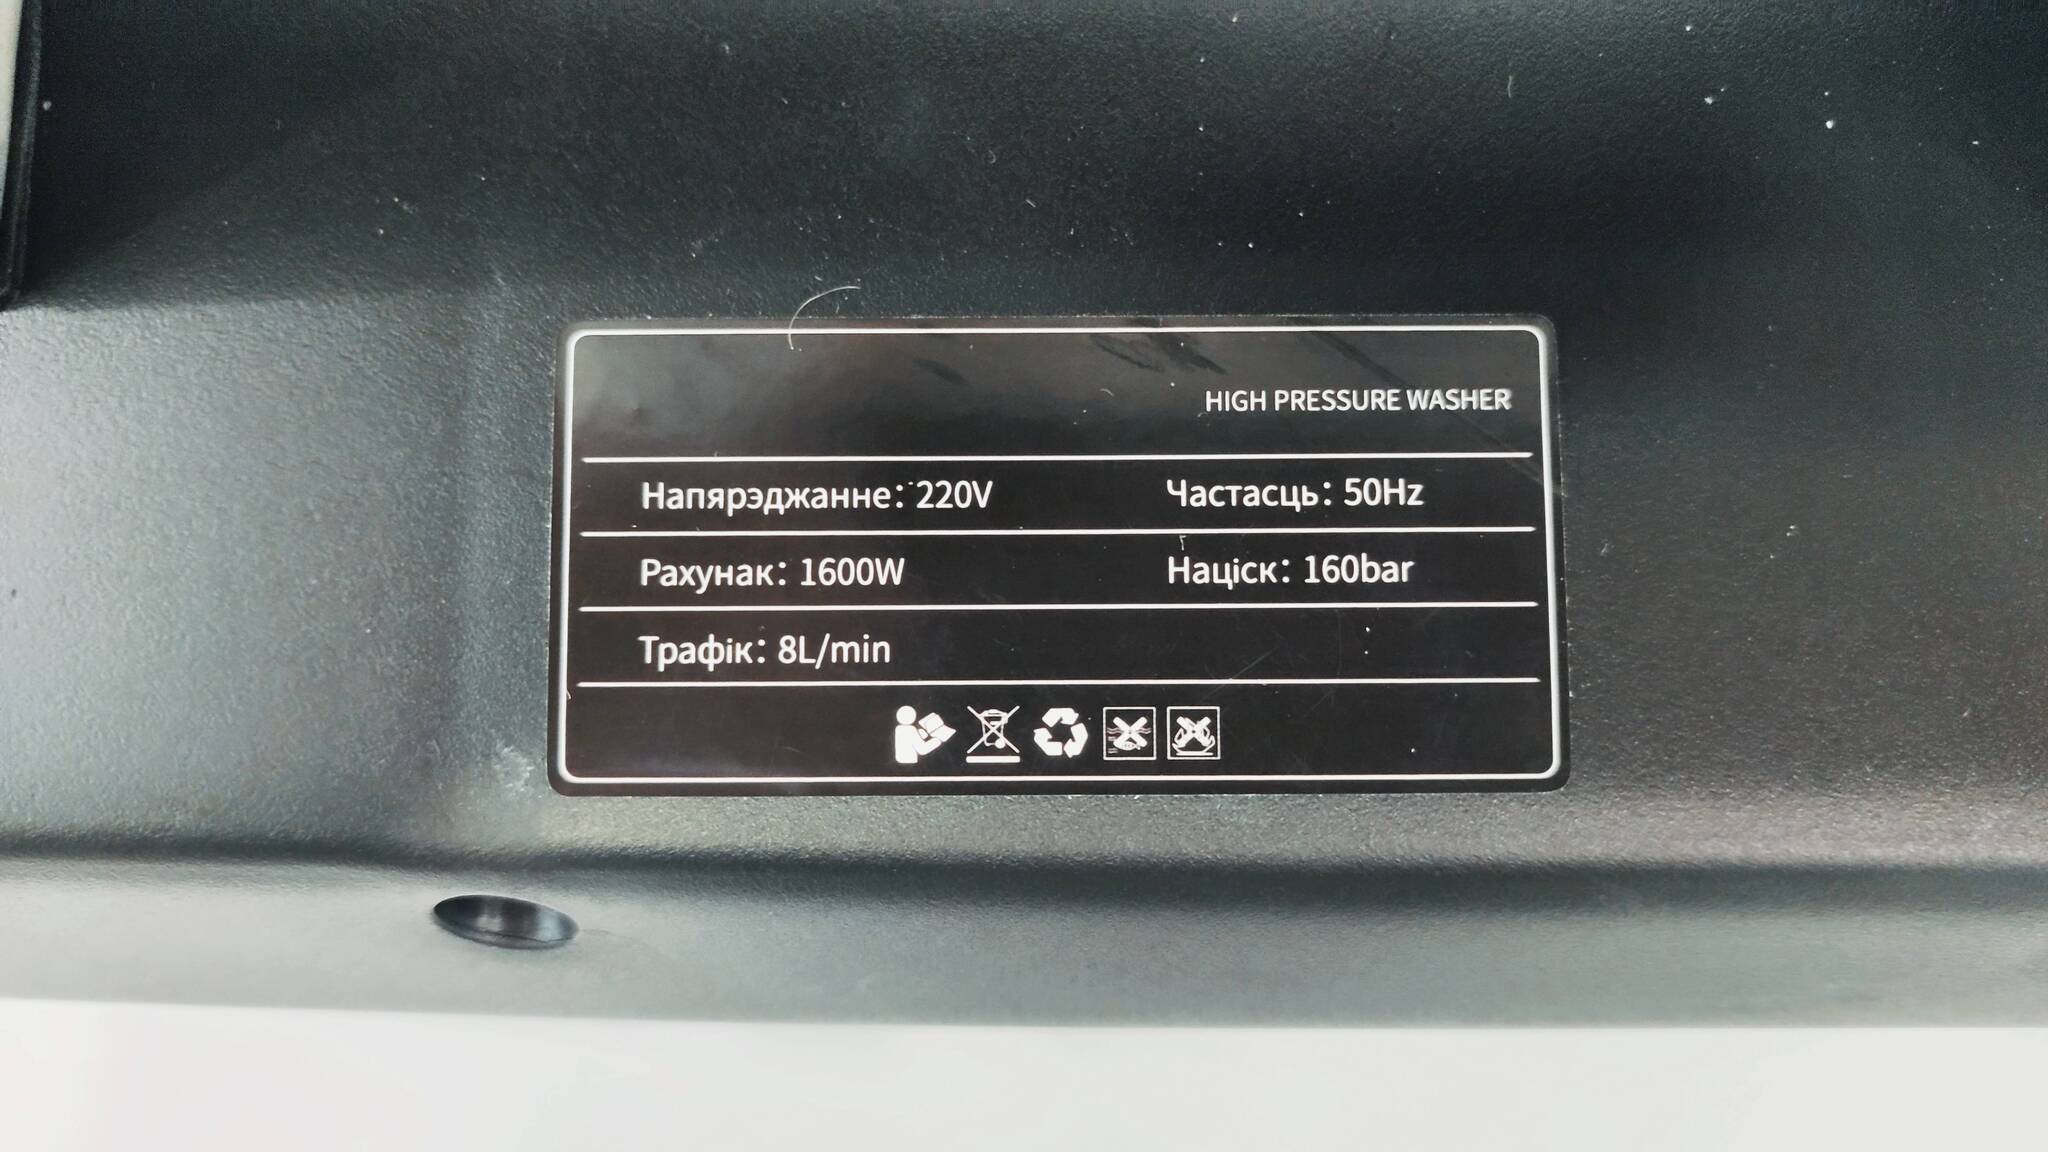 HIGH PRESSURE WASHER
Напярэджанне: 220V Частасць: 50Hz
Рахунак: 1600W Націск: 160bar
Трафік: 8L/min